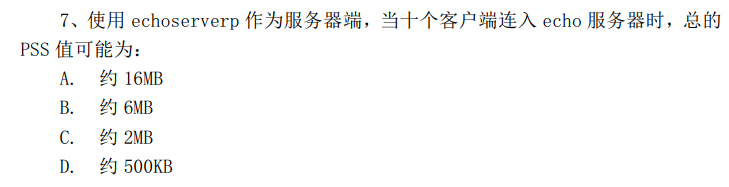 7、使用 echoserverp 作为服务器端，当十个客户端连入 echo 服务器时，总的
PSS 值可能为：
A. 约 16MB
B. 约 6MB
C. 约 2MB
D. 约 500KB